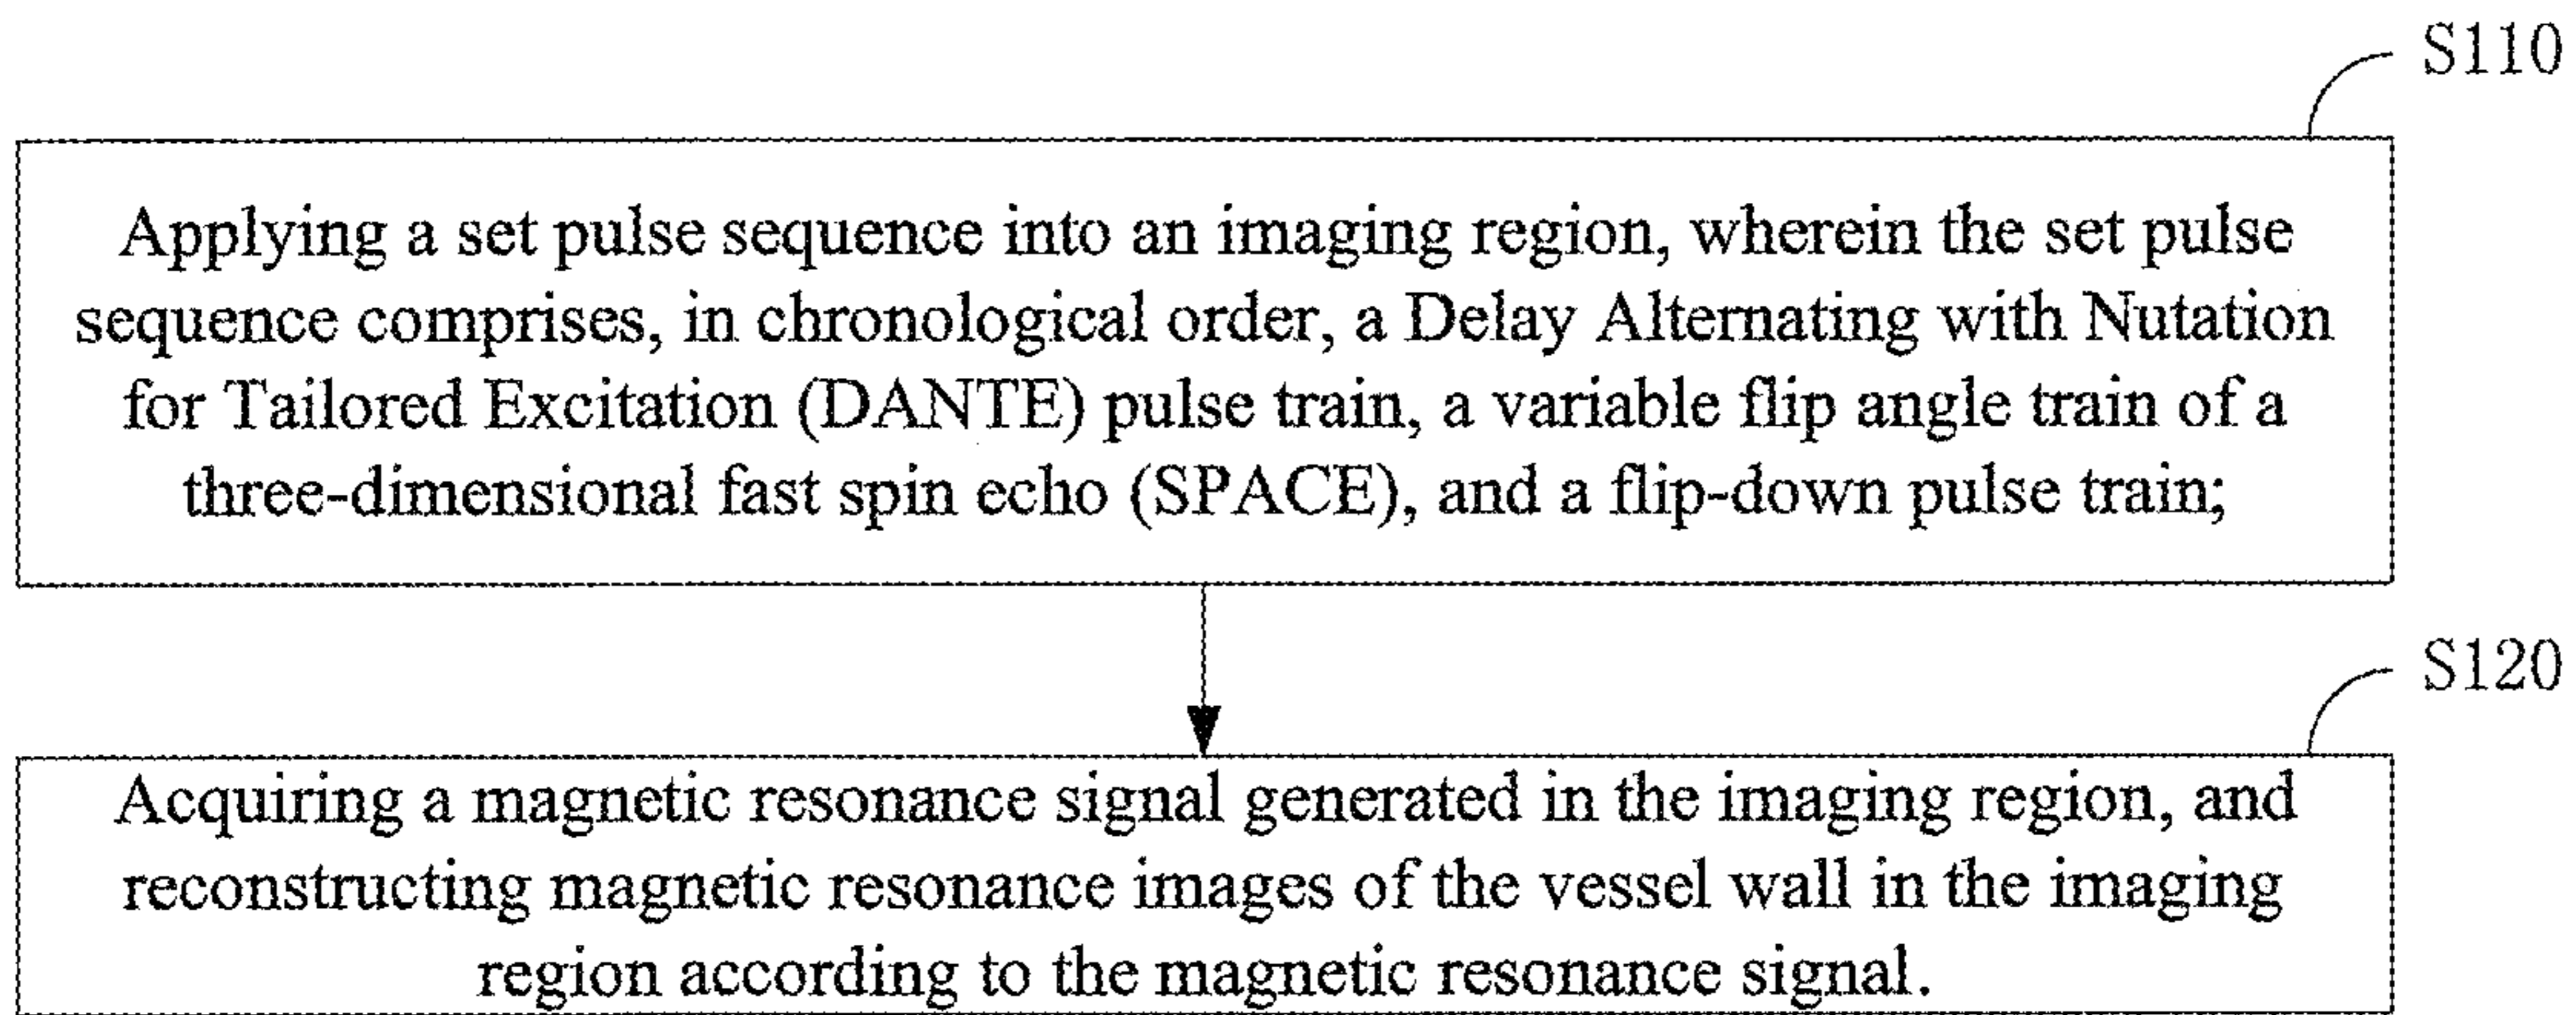 S110
Applying a set pulse sequence into an imaging region, wherein the set pulse
sequence comprises, in chronological order, a Delay Alternating with Nutation
for Tailored Excitation (DANTE) pulse train, a variable flip angle train of a
three-dimensional fast spin echo (SPACE), and a flip-down pulse train;
S120
Acquiring a magnetic resonance signal generated in the imaging region, and
reconstructing magnetic resonance images of the vessel wall in the imaging
region according to the magnetic resonance signal.